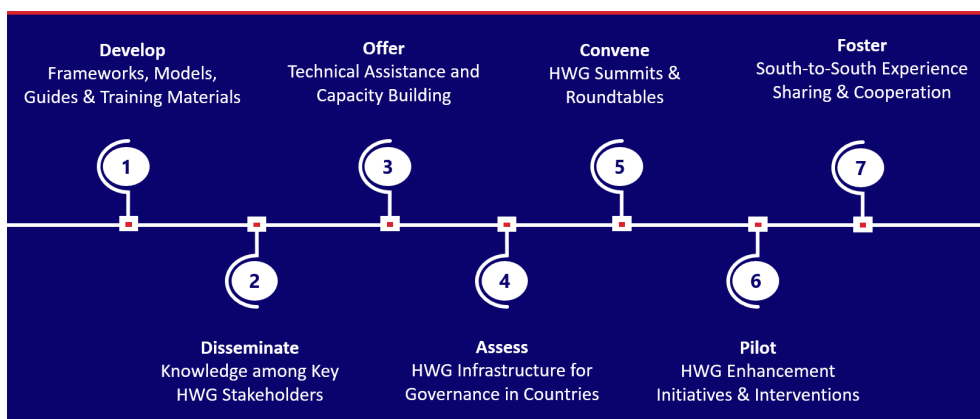 Develop
Frameworks, Models,
Guides & Training Materials
1
2
Disseminate
Knowledge among Key
HWG Stakeholders
Offer
Technical Assistance and
Capacity Building
3
4
Assess
HWG Infrastructure for
Governance in Countries
Convene
HWG Summits &
Roundtables
5
6
Pilot
HWG Enhancement
Initiatives & Interventions
Foster
South-to-South Experience
Sharing & Cooperation
7